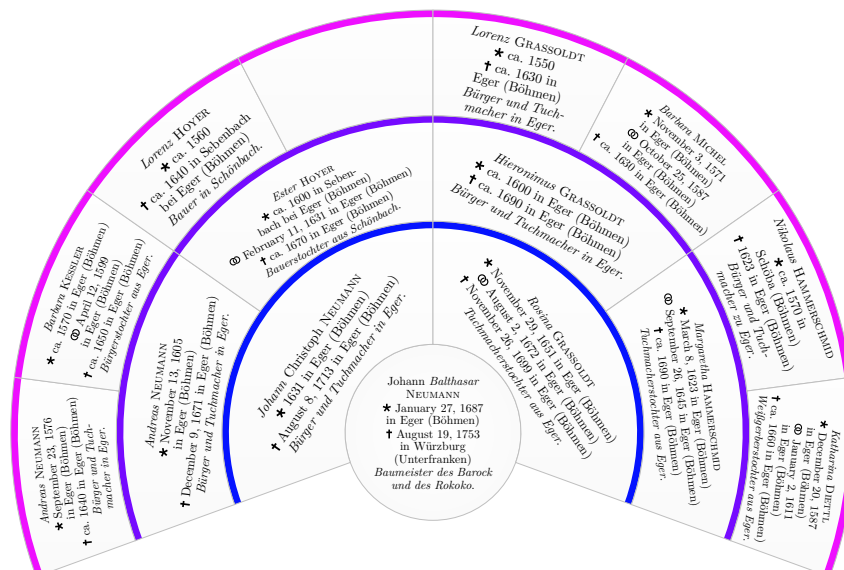 Johann Balthasar
NEUMANN
* January 27, 1687
in Eger (Böhmen)
† August 19, 1753
in Würzburg
(Unterfranken)
Baumeister des Barock
und des Rokoko.
Johann Christoph NEUMANN
* 1631 in Eger (Böhmen)
† August 8, 1713 in Eger (Böhmen)
Bürger und Tuchmacher in Eger.
Rosina GRASSOLDT
* November 29, 1651 in Eger (Böhmen)
⚭ August 2, 1672 in Eger (Böhmen)
† November 26, 1699 in Eger (Böhmen)
Tuchmacherstochter aus Eger.
Andreas NEUMANN
* November 13, 1605
in Eger (Böhmen)
† December 9, 1671 in Eger (Böhmen)
Bürger und Tuchmacher in Eger.
Ester HOYER
* ca. 1600 in Seben-
bach bei Eger (Böhmen)
⚭ February 11, 1631 in Eger (Böhmen)
† ca. 1670 in Eger (Böhmen)
Bauerstochter aus Schönbach.
Hieronimus GRASSOLDT
* ca. 1600 in Eger (Böhmen)
† ca. 1690 in Eger (Böhmen)
Bürger und Tuchmacher in Eger.
Margaretha HAMMERSCHMID
* March 8, 1623 in Eger (Böhmen)
⚭ September 26, 1645 in Eger (Böhmen)
† ca. 1690 in Eger (Böhmen)
Tuchmacherstochter aus Eger.
Andreas NEUMANN
* September 23, 1576
in Eger (Böhmen)
† ca. 1640 in Eger (Böhmen)
Bürger und Tuch-
macher in Eger.
Barbara KESSLER
* ca. 1570 in Eger (Böhmen)
⚭ April 12, 1599
in Eger (Böhmen)
† ca. 1650 in Eger (Böhmen)
Bürgerstochter aus Eger.
Lorenz HOYER
* ca. 1560
† ca. 1640 in Sebenbach
bei Eger (Böhmen)
Bauer in Schönbach.
Lorenz GRASSOLDT
* ca. 1550
† ca. 1630 in
Eger (Böhmen)
Bürger und Tuch-
macher in Eger.
Barbara MICHEL
* November 3, 1571
in Eger (Böhmen)
⚭ October 25, 1587
in Eger (Böhmen)
† ca. 1630 in Eger (Böhmen)
Nikolaus HAMMERSCHMID
* ca. 1570 in
Schöba (Böhmen)
† 1623 in Eger (Böhmen)
Bürger und Tuch-
macher zu Eger.
Katharina DIETTL
* December 20, 1587
in Eger (Böhmen)
⚭ January 2, 1611
in Eger (Böhmen)
† ca. 1660 in Eger (Böhmen)
Weißgerberstochter aus Eger.